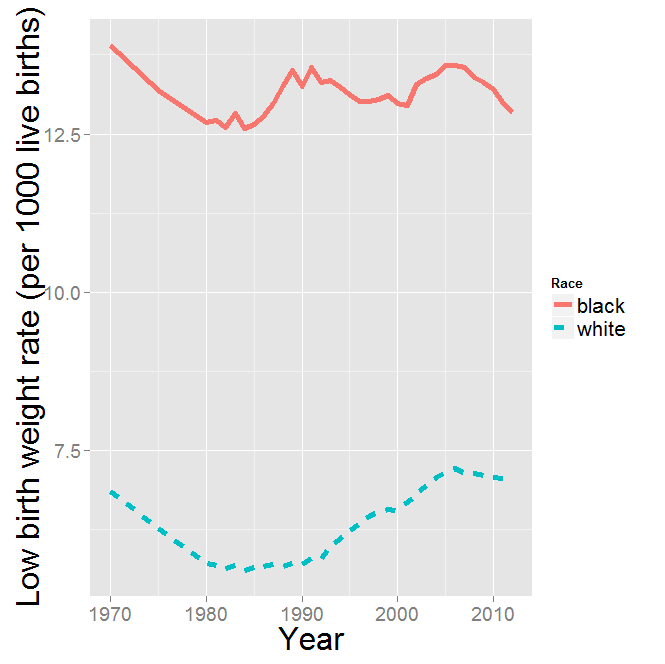 Low birth weight rate (per 1000 live births)
12.5
10.0
7.5
1970 1980 1990 2000 2010
Year
Race
black
white